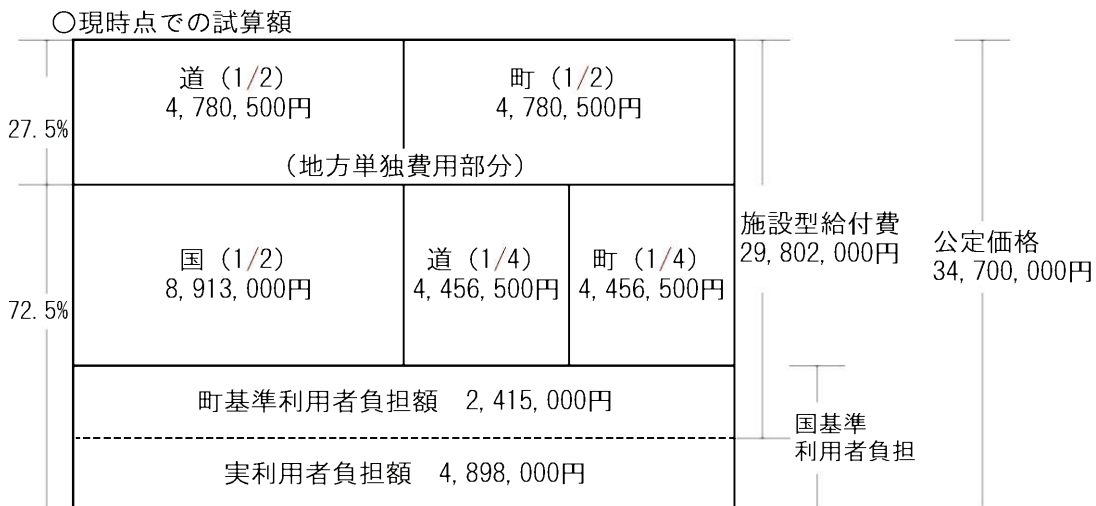 ○現時点での試算額
27.5%
道（1/2）
4,780,500円
町（1/2）
4,780,500円
（地方単独費用部分）
72.5%
国（1/2）
8,913,000円
道（1/4）
4,456,500円
町（1/4）
4,456,500円
町基準利用者負担額　2,415,000円
実利用者負担額　4,898,000円
施設型給付費
29,802,000円
国基準
利用者負担
公定価格
34,700,000円